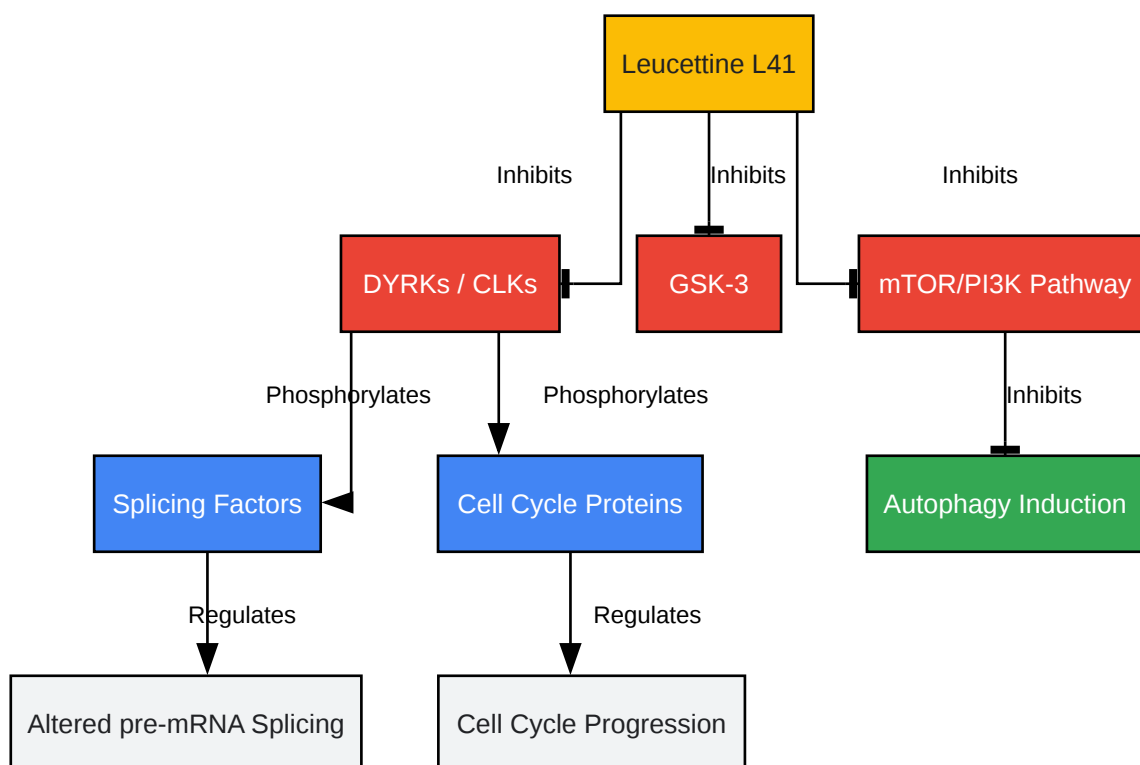 Leucettine L41
Inhibits
Inhibits
Inhibits
DYRKs / CLKs
GSK-3
mTOR/PI3K Pathway
Phosphorylates
Phosphorylates
Inhibits
Splicing Factors
Cell Cycle Proteins
Autophagy Induction
Regulates
Regulates
Altered pre-mRNA Splicing
Cell Cycle Progression